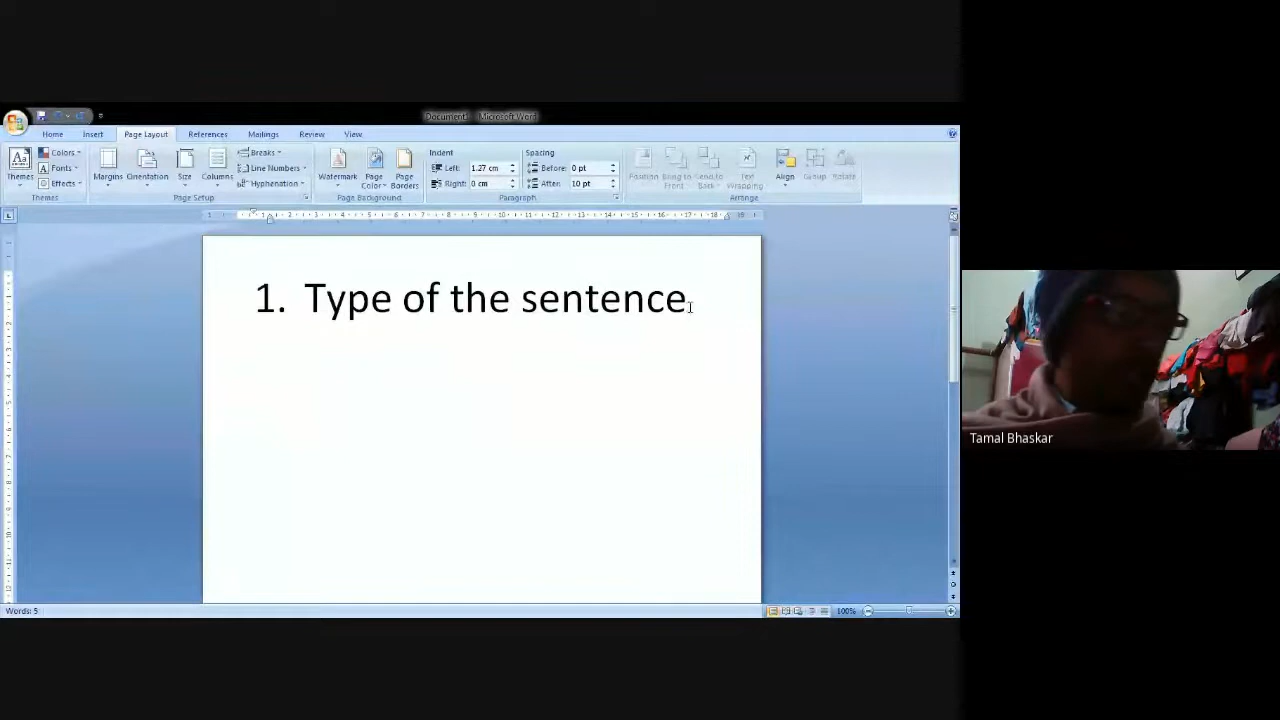 Document1 - Microsoft Word
Home Insert Page Layout References Mailings Review View
Themes
Colors
Fonts
Effects
Themes
Margins Orientation Size Columns
Breaks
Line Numbers
Hyphenation
Page Setup
Watermark Page Color Page Borders
Page Background
Indent
Left: 1.27 cm
Right: 0 cm
Spacing
Before: 0 pt
After: 10 pt
Paragraph
Position Bring to Front Send to Back Text Wrapping Align Group Rotate
Arrange
1. Type of the sentence
Words: 5
100%
Tamal Bhaskar